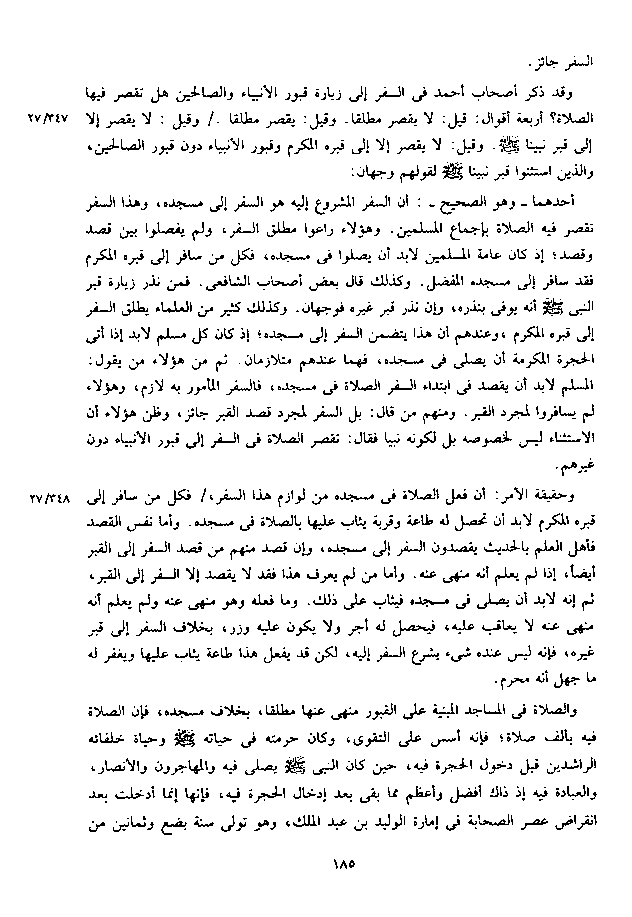 السفر جائز .
وقد ذكر أصحاب أحمد فى السفر إلى زيارة قبور الأنبياء والصالحين هل تقصر فيها
الصلاة؟ أربعة أقوال: قيل: لا يقصر مطلقا. وقيل: يقصر مطلقا ./ وقيل : لا يقصر إلا
٢٧/٣٤٧
إلى قبر نبينا ﷺ. وقيل: لا يقصر إلا إلى قبره المكرم وقبور الأنبياء دون قبور الصالحين،
والذين استثنوا قبر نبينا ﷺ لقولهم وجهان:
أحدهما ـ وهو الصحيح ـ : أن السفر المشروع إليه هو السفر إلى مسجده، وهذا السفر
تقصر فيه الصلاة بإجماع المسلمين. وهؤلاء راعوا مطلق السفر، ولم يفصلوا بين قصد
وقصد؛ إذ كان عامة المسلمين لابد أن يصلوا فى مسجده، فكل من سافر إلى قبره المكرم
فقد سافر إلى مسجده المفضل. وكذلك قال بعض أصحاب الشافعى. فمن نذر زيارة قبر
النبى ﷺ أنه يوفى بنذره، وإن نذر قبر غيره فوجهان. وكذلك كثير من العلماء يطلق السفر
إلى قبره المكرم ،وعندهم أن هذا يتضمن السفر إلى مسجده؛ إذ كان كل مسلم لابد إذا أتى
الحجرة المكرمة أن يصلى فى مسجده، فهما عندهم متلازمان. ثم من هؤلاء من يقول:
المسلم لابد أن يقصد فى ابتداء السفر الصلاة فى مسجده، فالسفر المأمور به لازم، وهؤلاء
لم يسافروا لمجرد القبر. ومنهم من قال: بل السفر لمجرد قصد القبر جائز، وظن هؤلاء أن
الاستثناء ليس لخصوصه بل لكونه نبيا فقال: تقصر الصلاة فى السفر إلى قبور الأنبياء دون
غيرهم.
وحقيقة الأمر: أن فعل الصلاة فى مسجده من لوازم هذا السفر،/ فكل من سافر إلى
٢٧/٣٤٨
قبره المكرم لابد أن تحصل له طاعة وقربة يثاب عليها بالصلاة فى مسجده. وأما نفس القصد
فأهل العلم بالحديث يقصدون السفر إلى مسجده، وإن قصد منهم من قصد السفر إلى القبر
أيضاً، إذا لم يعلم أنه منهى عنه. وأما من لم يعرف هذا فقد لا يقصد إلا السفر إلى القبر،
ثم إنه لابد أن يصلى فى مسجده فيثاب على ذلك. وما فعله وهو منهى عنه ولم يعلم أنه
منهى عنه لا يعاقب عليه، فيحصل له أجر ولا يكون عليه وزر، بخلاف السفر إلى قبر
غيره، فإنه ليس عنده شىء يشرع السفر إليه، لكن قد يفعل هذا طاعة يثاب عليها ويغفر له
ما جهل أنه محرم.
والصلاة فى المساجد المبنية على القبور منهى عنها مطلقا، بخلاف مسجده، فإن الصلاة
فيه بألف صلاة؛ فإنه أسس على التقوى، وكان حرمته فى حياته ﷺ وحياة خلفائه
الراشدين قبل دخول الحجرة فيه، حين كان النبى ﷺ يصلى فيه والمهاجرون والأنصار،
والعبادة فيه إذ ذاك أفضل وأعظم مما بقى بعد إدخال الحجرة فيه، فإنها إنما أدخلت بعد
انقراض عصر الصحابة فى إمارة الوليد بن عبد الملك، وهو تولى سنة بضع وثمانين من
١٨٥